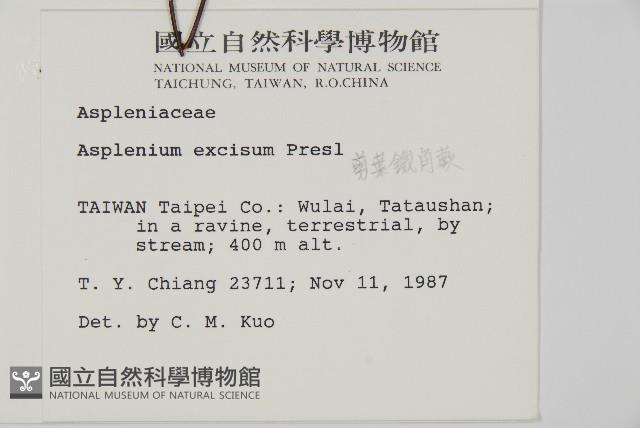 國立自然科學博物館
NATIONAL MUSEUM OF NATURAL SCIENCE
TAICHUNG, TAIWAN, R.O.CHINA
Aspleniaceae
Asplenium excisum Presl
剪葉鐵角蕨
TAIWAN Taipei Co.: Wulai, Tataushan;
in a ravine, terrestrial, by
stream; 400 m alt.
T. Y. Chiang 23711; Nov 11, 1987
Det. by C. M. Kuo
國立自然科學博物館
NATIONAL MUSEUM OF NATURAL SCIENCE